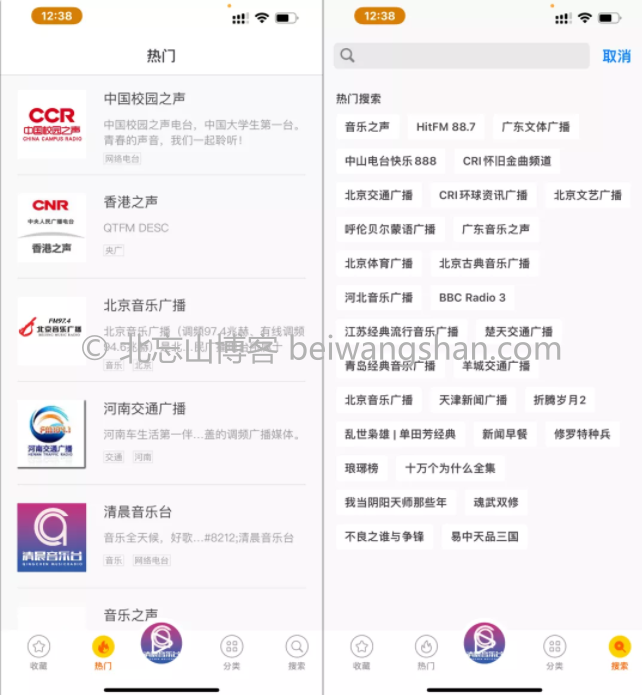 12:38
热门
CCR
中国校园之声
CHINA CAMPUS RADIO
中国校园之声
中国校园之声电台，中国大学生第一台。
青春的声音，我们一起聆听！
网络电台
CNR
中央人民广播电台
香港之声
香港之声
QTFM DESC
央广
FM97.4
北京音乐广播
北京音乐广播
北京音乐广播（调频97.4兆赫、有线调频
94.6兆赫）是北
音乐 北京
河南交通广播
河南交通广播
河南车生活第一伴...盖的调频广播媒体。
交通 河南
清晨音乐台
清晨音乐台
音乐全天候，好歌...&#8212;清晨音乐台
音乐 网络电台
音乐之声
收藏
热门
分类
搜索
12:38
取消
热门搜索
音乐之声 HitFM 88.7 广东文体广播
中山电台快乐888 CRI怀旧金曲频道
北京交通广播 CRI环球资讯广播 北京文艺广播
呼伦贝尔蒙语广播 广东音乐之声
北京体育广播 北京古典音乐广播
河北音乐广播 BBC Radio 3
江苏经典流行音乐广播 楚天交通广播
青岛经典音乐广播 羊城交通广播
北京音乐广播 天津新闻广播 折腾岁月2
乱世枭雄 | 单田芳经典 新闻早餐 修罗特种兵
琅琊榜 十万个为什么全集
我当阴阳天师那些年 魂武双修
不良之谁与争锋 易中天品三国
收藏
热门
分类
搜索
© 北忘山博客 beiwangshan.com